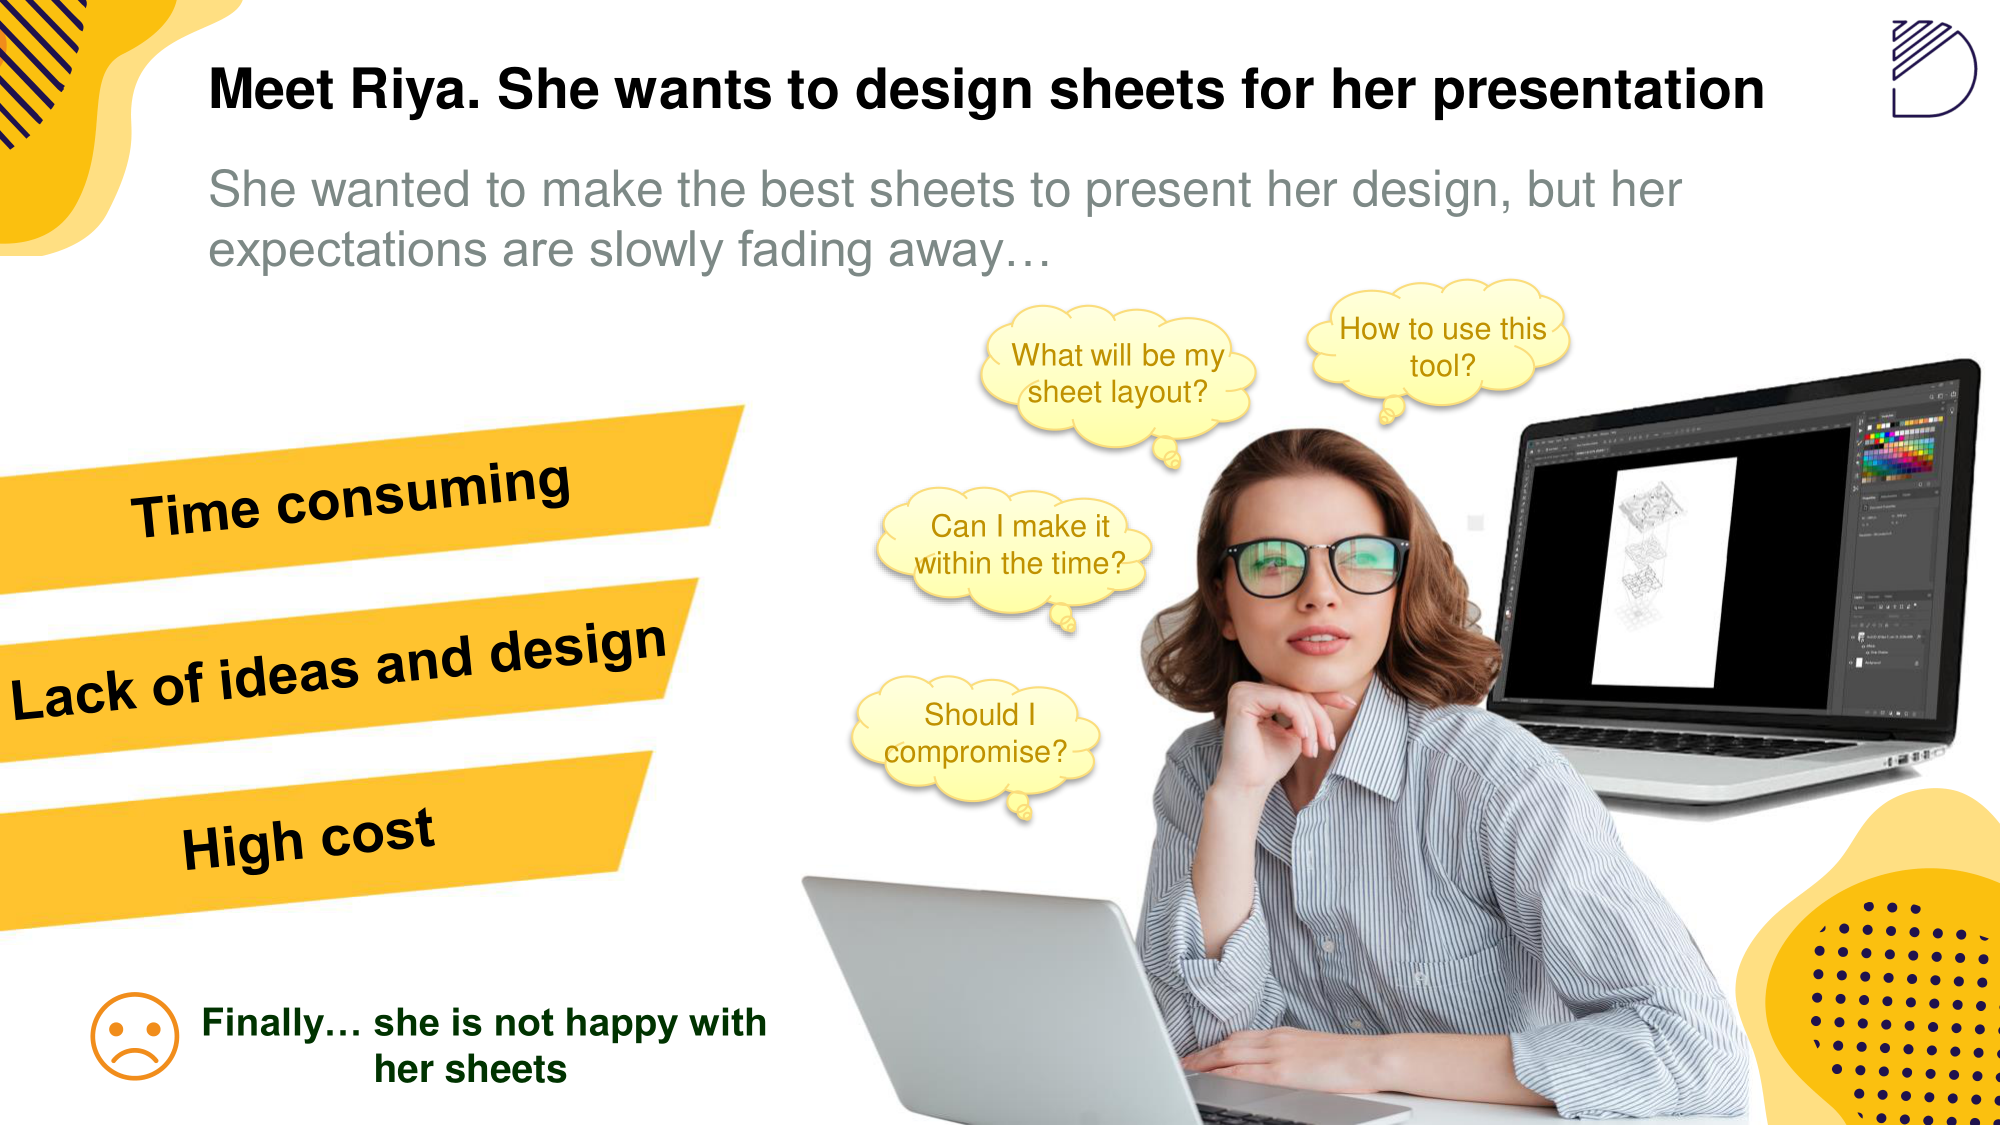 Meet Riya. She wants to design sheets for her presentation
She wanted to make the best sheets to present her design, but her
expectations are slowly fading away…
What will be my
sheet layout?
How to use this
tool?
Can I make it
within the time?
Should I
compromise?
Time consuming
Lack of ideas and design
High cost
Finally… she is not happy with
her sheets